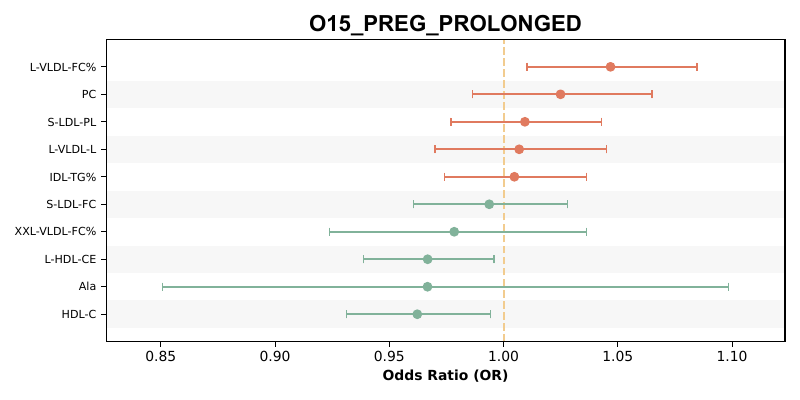 O15_PREG_PROLONGED
L-VLDL-FC%
PC
S-LDL-PL
L-VLDL-L
IDL-TG%
S-LDL-FC
XXL-VLDL-FC%
L-HDL-CE
Ala
HDL-C
0.85 0.90 0.95 1.00 1.05 1.10
Odds Ratio (OR)